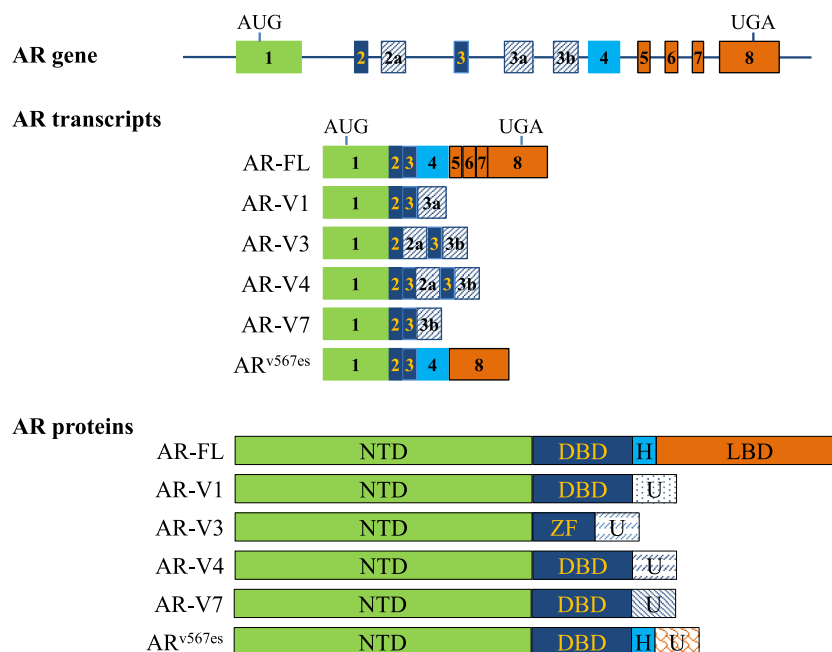 AUG UGA
AR gene 1 2 2a 3 3a 3b 4 5 6 7 8
AR transcripts
AUG UGA
AR-FL 1 2 3 4 5 6 7 8
AR-V1 1 2 3 3a
AR-V3 1 2 2a 3 3b
AR-V4 1 2 3 2a 3 3b
AR-V7 1 2 3 3b
ARv567es 1 2 3 4 8
AR proteins
AR-FL NTD DBD H LBD
AR-V1 NTD DBD U
AR-V3 NTD ZF U
AR-V4 NTD DBD U
AR-V7 NTD DBD U
ARv567es NTD DBD H U